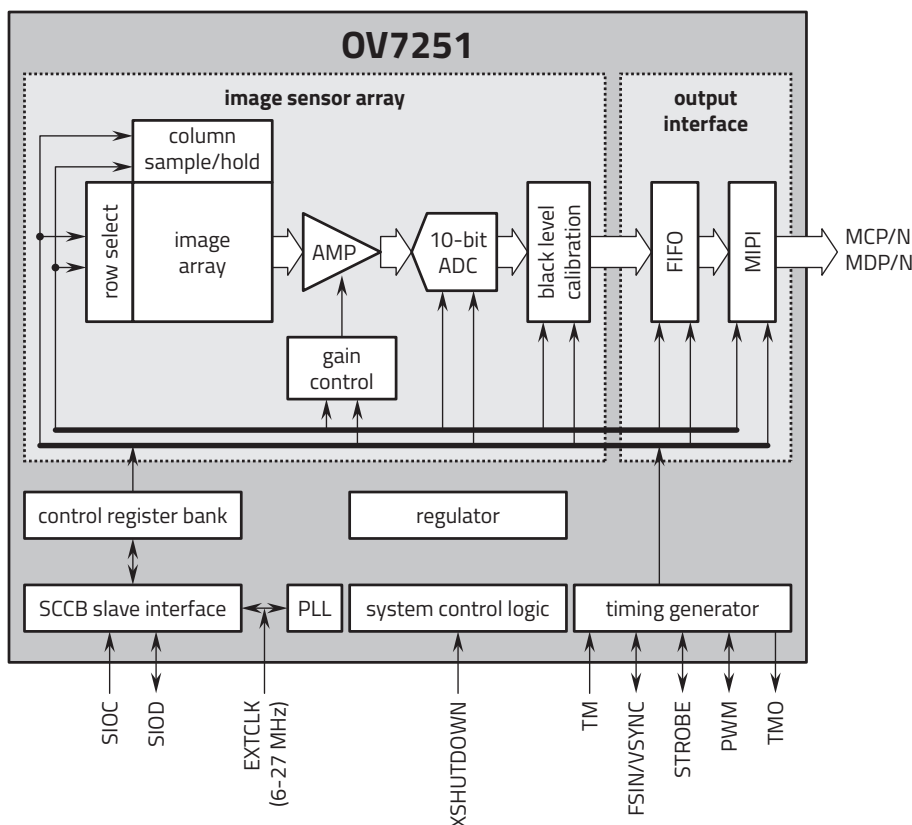 OV7251
image sensor array
output
interface
column
sample/hold
row select
image
array
AMP
10-bit
ADC
black level
calibration
FIFO
MIPI
MCP/N
MDP/N
gain
control
control register bank
regulator
SCCB slave interface
PLL
system control logic
timing generator
SIOC
SIOD
EXTCLK
(6-27 MHz)
XSHUTDOWN
TM
FSIN/VSYNC
STROBE
PWM
TMO